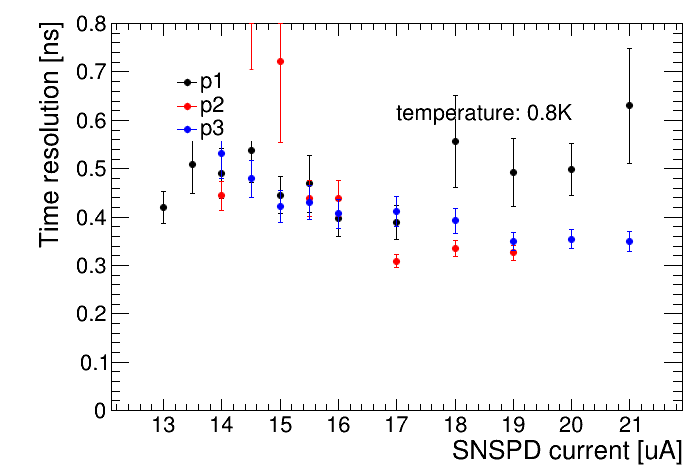 Time resolution [ns]
0.8
0.7
0.6
0.5
0.4
0.3
0.2
0.1
0
p1
p2
p3
temperature: 0.8K
13 14 15 16 17 18 19 20 21
SNSPD current [uA]